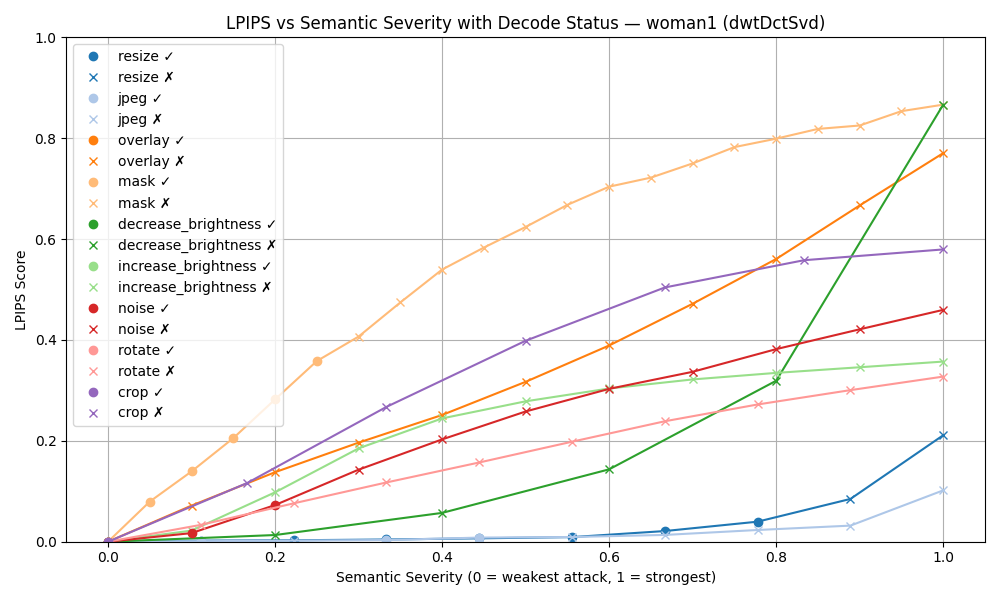 LPIPS vs Semantic Severity with Decode Status — woman1 (dwtDctSvd)
LPIPS Score
1.0
0.8
0.6
0.4
0.2
0.0
resize ✓
resize ✗
jpeg ✓
jpeg ✗
overlay ✓
overlay ✗
mask ✓
mask ✗
decrease_brightness ✓
decrease_brightness ✗
increase_brightness ✓
increase_brightness ✗
noise ✓
noise ✗
rotate ✓
rotate ✗
crop ✓
crop ✗
0.0 0.2 0.4 0.6 0.8 1.0
Semantic Severity (0 = weakest attack, 1 = strongest)